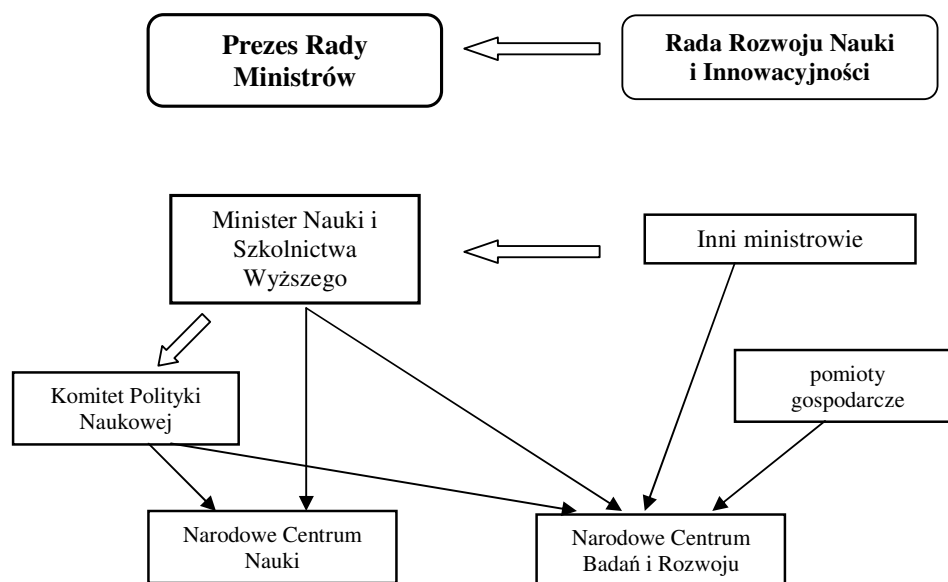 Prezes Rady
Ministrów
Rada Rozwoju Nauki
i Innowacyjności
Minister Nauki i
Szkolnictwa
Wyższego
Inni ministrowie
Komitet Polityki
Naukowej
pomioty
gospodarcze
Narodowe Centrum
Nauki
Narodowe Centrum
Badań i Rozwoju